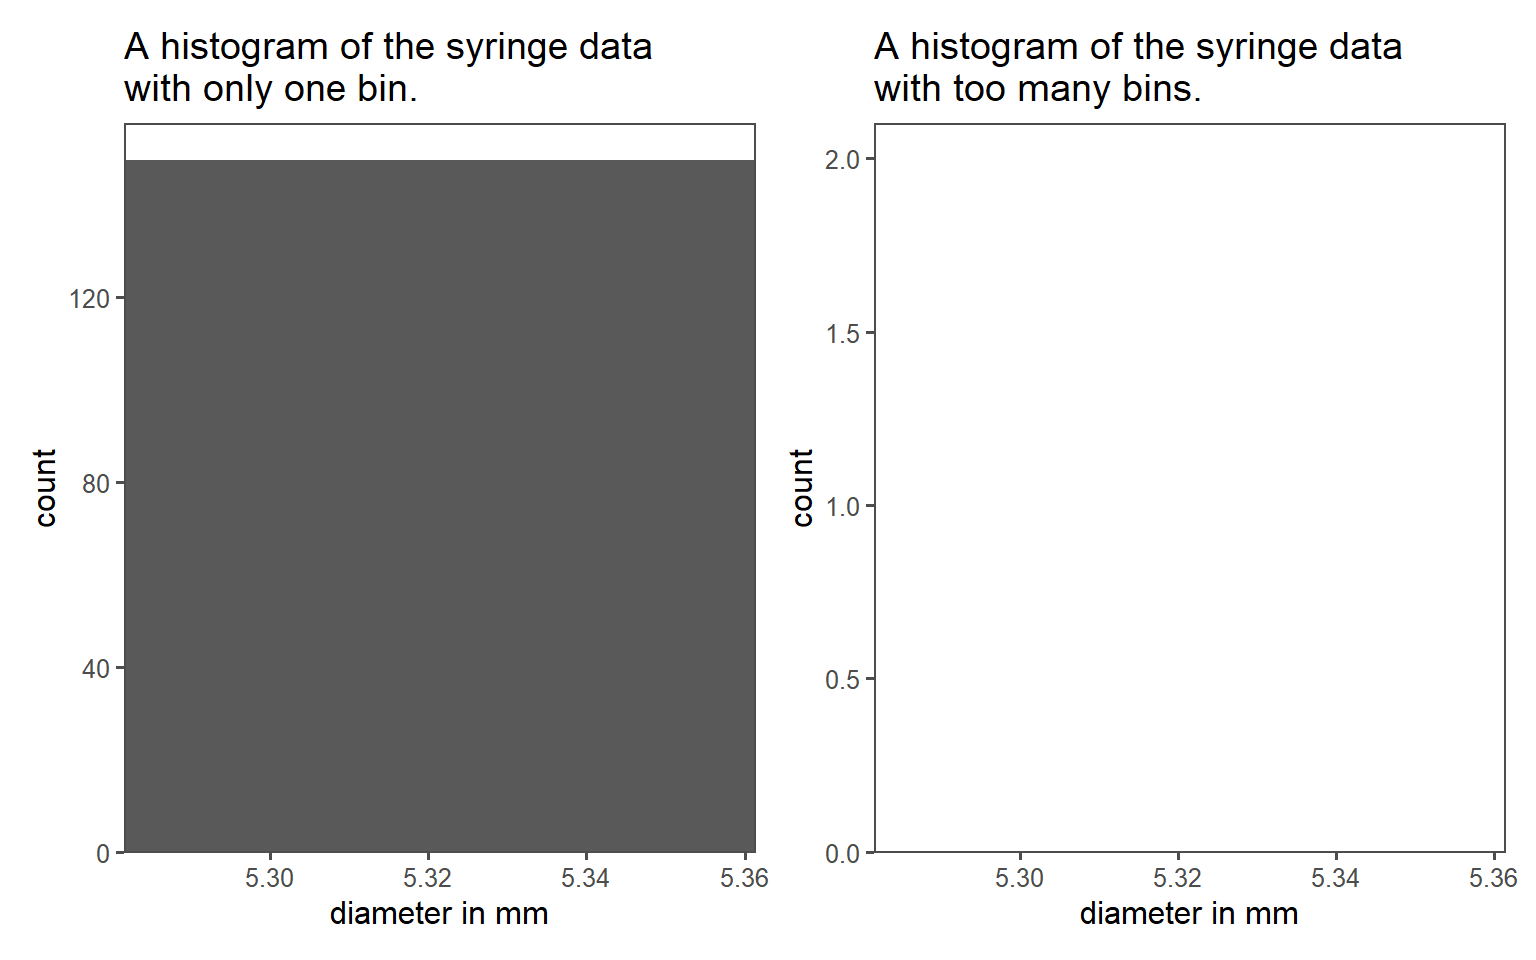 A histogram of the syringe data
with only one bin.
120
80
40
0
count
5.30 5.32 5.34 5.36
diameter in mm
A histogram of the syringe data
with too many bins.
2.0
1.5
1.0
0.5
0.0
count
5.30 5.32 5.34 5.36
diameter in mm